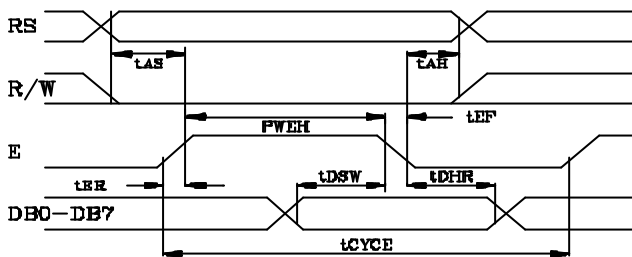 RS
tAS tAH
R/W
PWEH tEF
E
tER tDSW tDHR
DB0-DB7
tCYCE